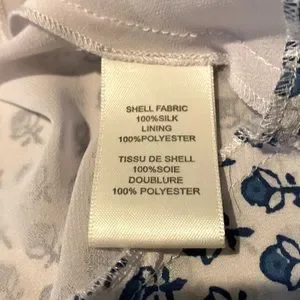 SHELL FABRIC
100%SILK
LINING
100%POLYESTER
TISSU DE SHELL
100%SOIE
DOUBLURE
100% POLYESTER